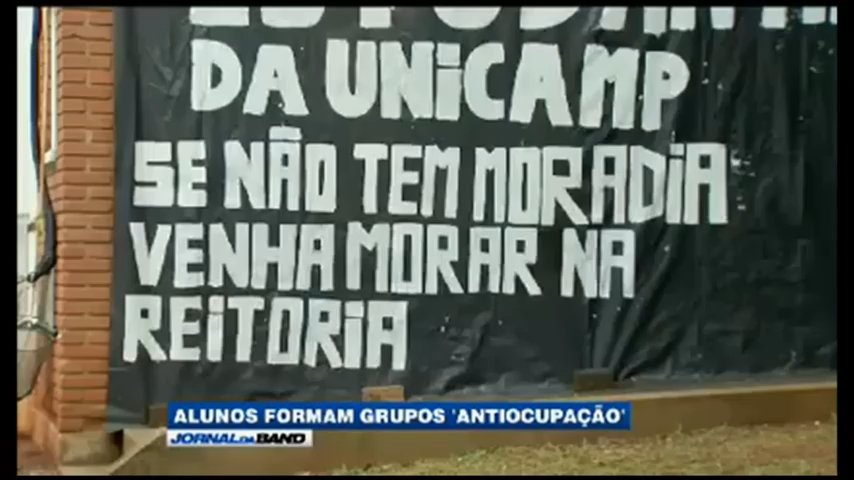 DA UNiCAMP
SE NÃO TEM MORADiA
VENHA MORAR NA
REiTORiA
ALUNOS FORMAM GRUPOS 'ANTIOCUPAÇÃO'
JORNAL DA BAND